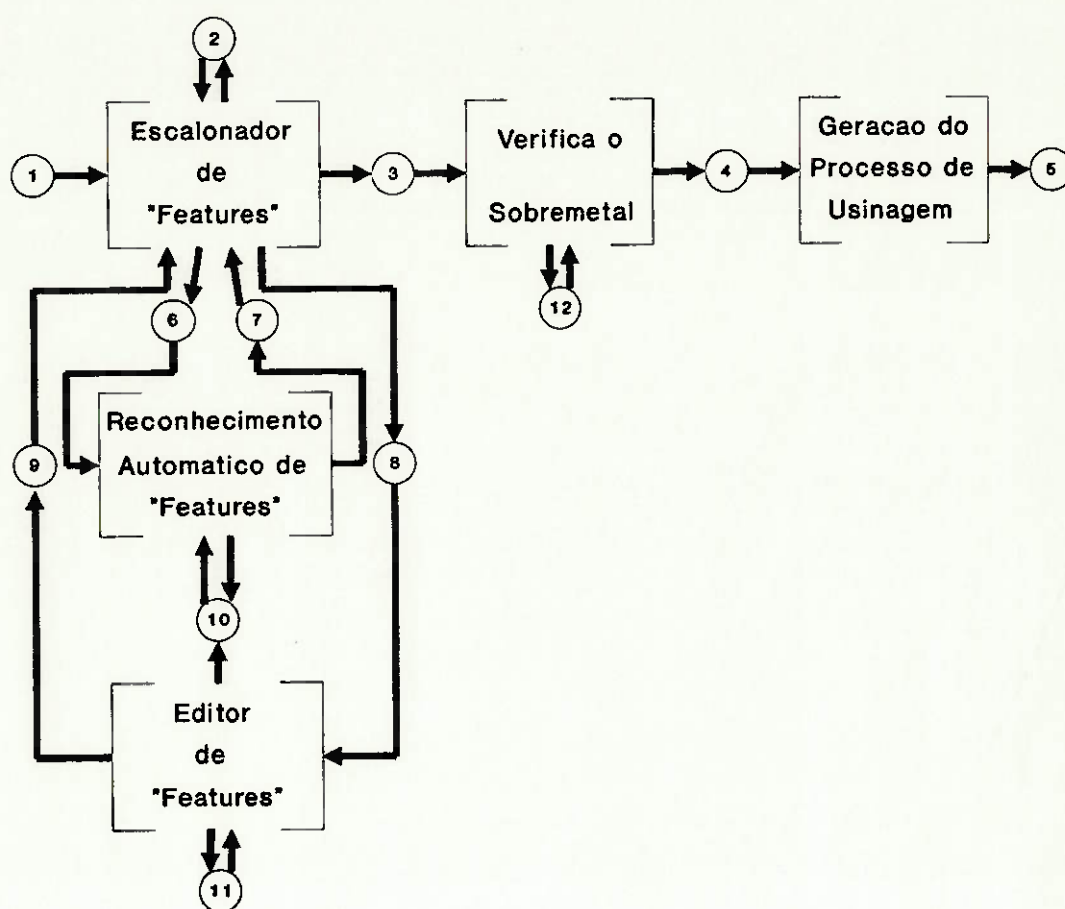 2
Escalonador
de
"Features"
1
3
Verifica o
Sobremetal
4
Geracao do
Processo de
Usinagem
5
6
7
12
Reconhecimento
Automatico de
"Features"
9
8
10
Editor
de
"Features"
11